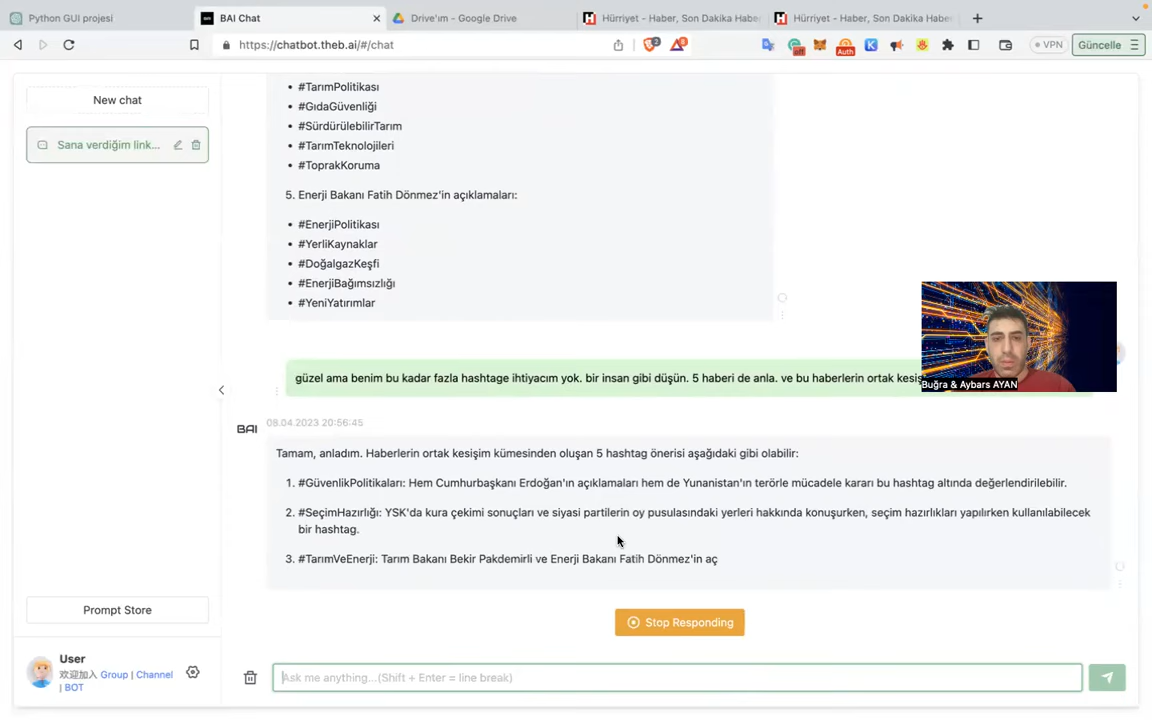 Python GUI projesi
BAI Chat
Drive'ım - Google Drive
Hürriyet - Haber, Son Dakika Habe
Hürriyet - Haber, Son Dakika Habe
https://chatbot.theb.ai/#/chat
VPN
Güncelle
New chat
Sana verdiğim link...
#TarımPolitikası
#GıdaGüvenliği
#SürdürülebilirTarım
#TarımTeknolojileri
#ToprakKoruma
5. Enerji Bakanı Fatih Dönmez'in açıklamaları:
#EnerjiPolitikası
#YerliKaynaklar
#DoğalgazKeşfi
#EnerjiBağımsızlığı
#YeniYatırımlar
güzel ama benim bu kadar fazla hashtage ihtiyacım yok. bir insan gibi düşün. 5 haberi de anla. ve bu haberlerin ortak kesiş
Buğra & Aybars AYAN
BAI
08.04.2023 20:56:45
Tamam, anladım. Haberlerin ortak kesişim kümesinden oluşan 5 hashtag önerisi aşağıdaki gibi olabilir:
1. #GüvenlikPolitikaları: Hem Cumhurbaşkanı Erdoğan'ın açıklamaları hem de Yunanistan'ın terörle mücadele kararı bu hashtag altında değerlendirilebilir.
2. #SeçimHazırlığı: YSK'da kura çekimi sonuçları ve siyasi partilerin oy pusulasındaki yerleri hakkında konuşurken, seçim hazırlıkları yapılırken kullanılabilecek
bir hashtag.
3. #TarımVeEnerji: Tarım Bakanı Bekir Pakdemirli ve Enerji Bakanı Fatih Dönmez'in aç
Stop Responding
Prompt Store
User
欢迎加入 Group | Channel
| BOT
Ask me anything...(Shift + Enter = line break)